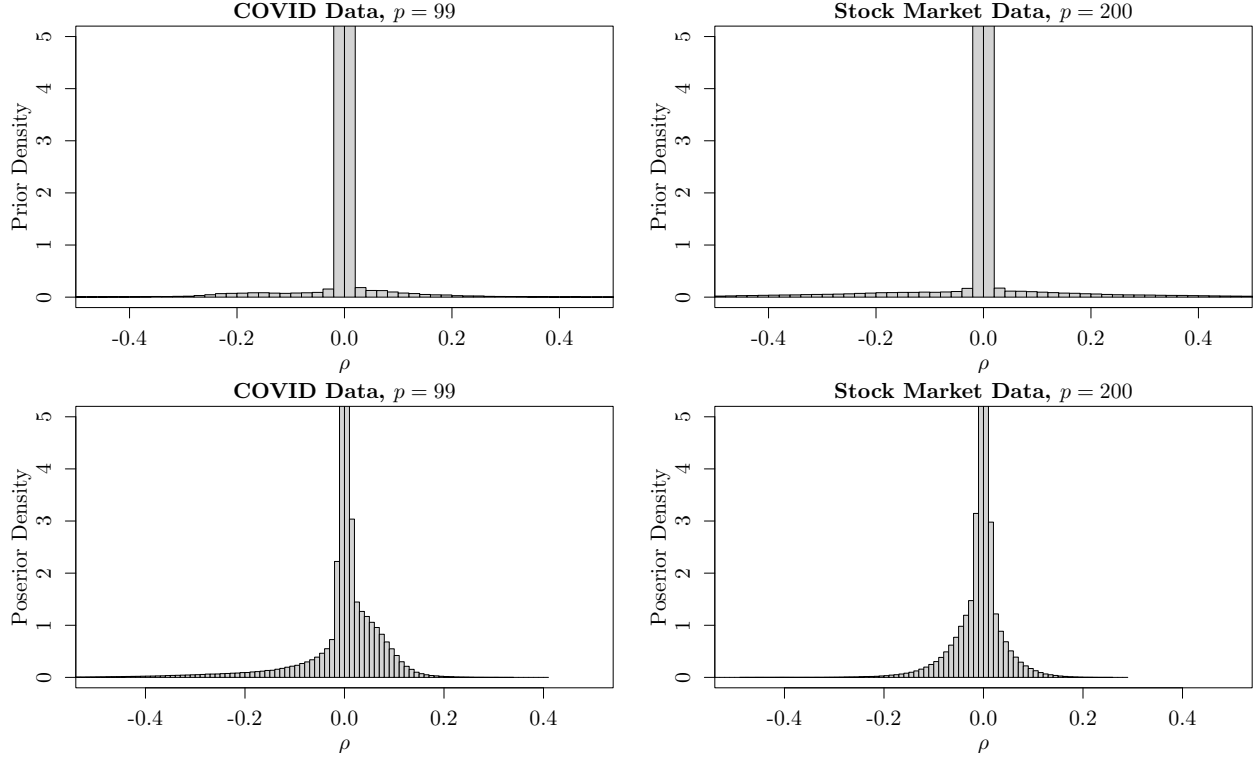 COVID Data, p = 99
Prior Density
5
4
3
2
1
0
-0.4 -0.2 0.0 0.2 0.4
ρ
Stock Market Data, p = 200
Prior Density
5
4
3
2
1
0
-0.4 -0.2 0.0 0.2 0.4
ρ
COVID Data, p = 99
Poserior Density
5
4
3
2
1
0
-0.4 -0.2 0.0 0.2 0.4
ρ
Stock Market Data, p = 200
Poserior Density
5
4
3
2
1
0
-0.4 -0.2 0.0 0.2 0.4
ρ